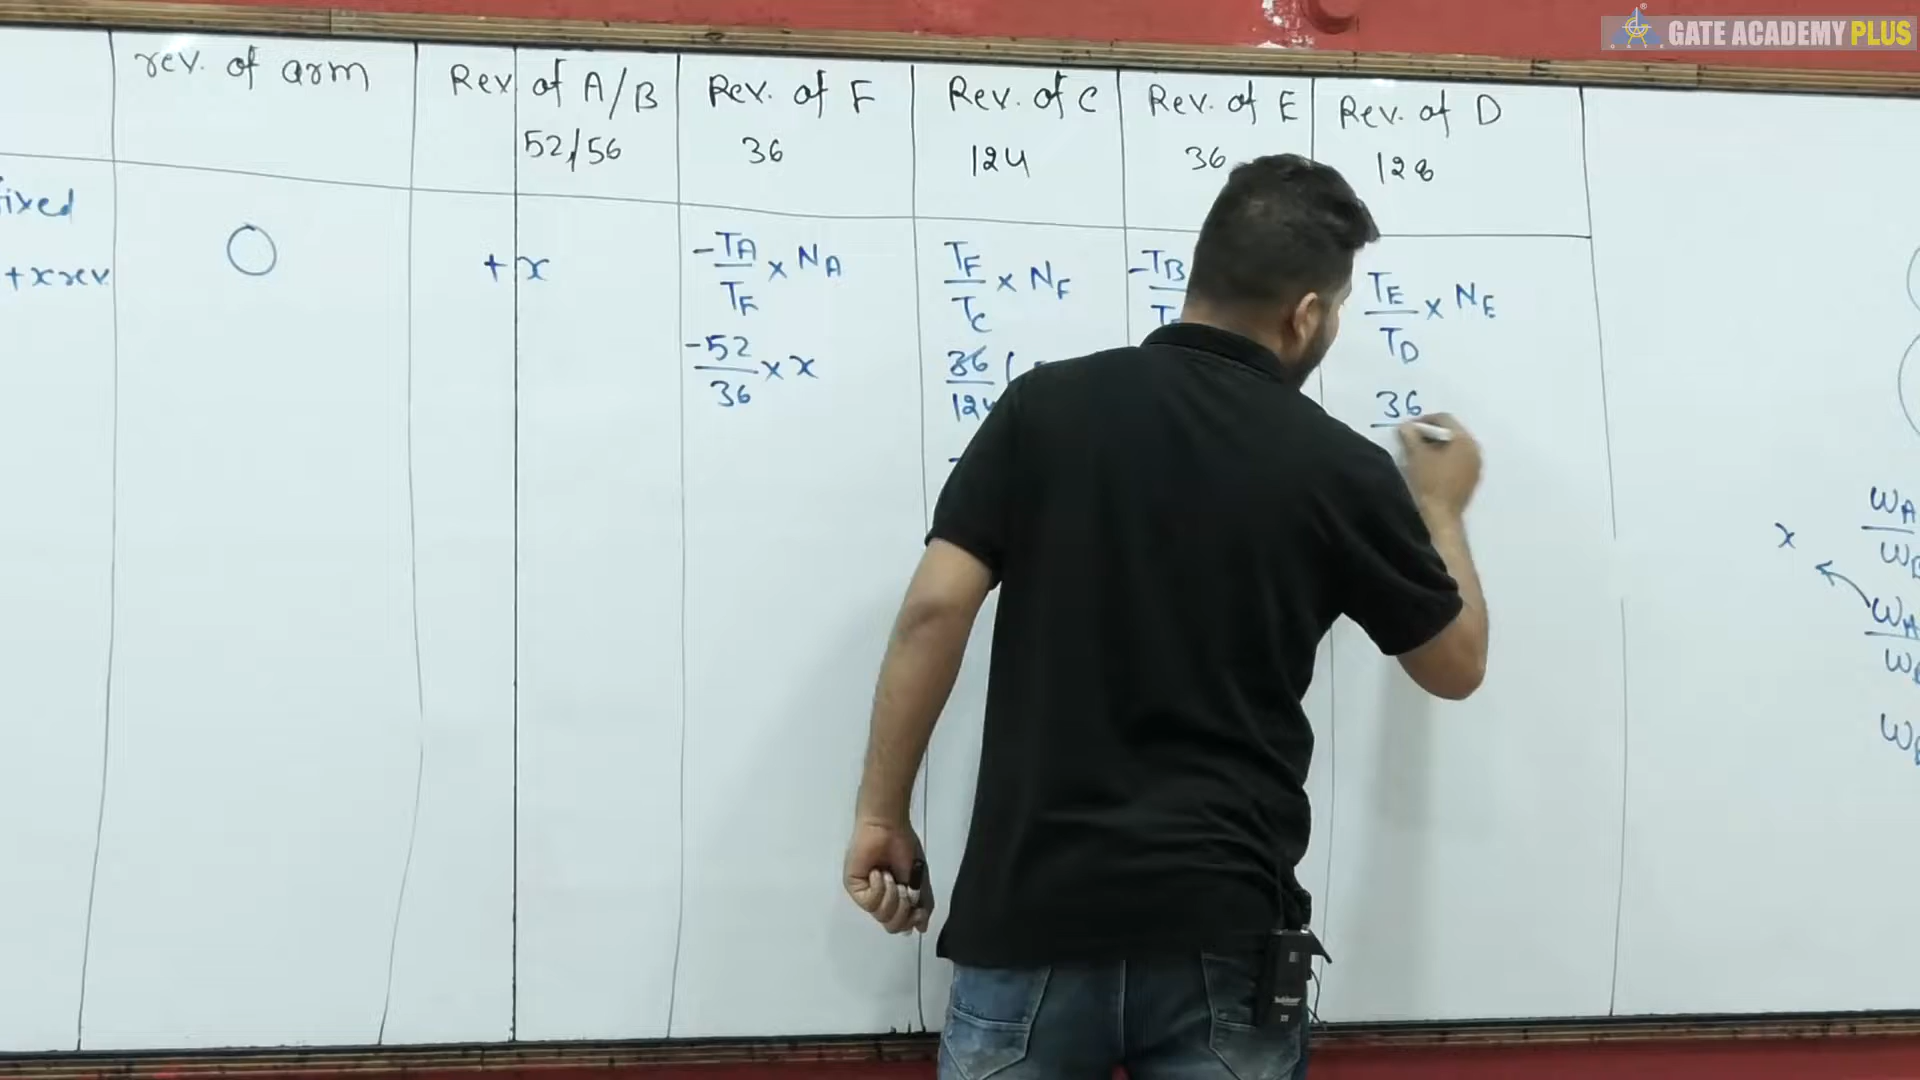 GATE ACADEMY PLUS
rev. of arm
Rev of A/B
52/56
Rev. of F
36
Rev. of C
124
Rev. of E
36
Rev. of D
128
fixed
+x rev.
0
+x
-TA/TF × NA
-52/36 × x
TF/TC × NF
36/124 (
-TB
TE/TD × NE
36
x
ωA
ωA